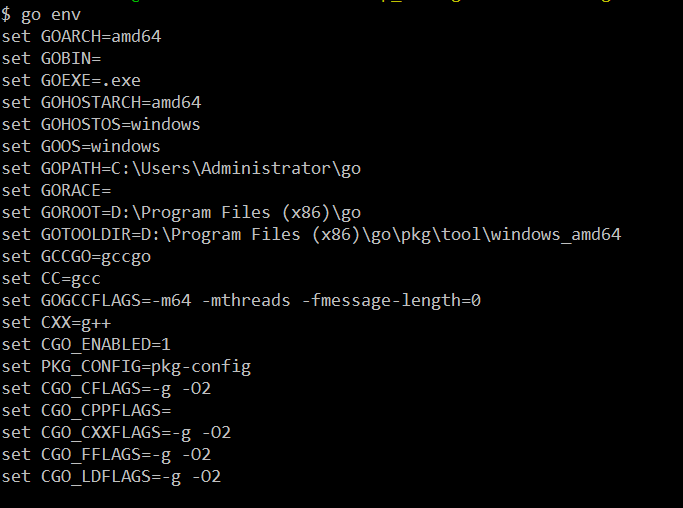 $ go env
set GOARCH=amd64
set GOBIN=
set GOEXE=.exe
set GOHOSTARCH=amd64
set GOHOSTOS=windows
set GOOS=windows
set GOPATH=C:\Users\Administrator\go
set GORACE=
set GOROOT=D:\Program Files (x86)\go
set GOTOOLDIR=D:\Program Files (x86)\go\pkg\tool\windows_amd64
set GCCGO=gccgo
set CC=gcc
set GOGCCFLAGS=-m64 -mthreads -fmessage-length=0
set CXX=g++
set CGO_ENABLED=1
set PKG_CONFIG=pkg-config
set CGO_CFLAGS=-g -O2
set CGO_CPPFLAGS=
set CGO_CXXFLAGS=-g -O2
set CGO_FFLAGS=-g -O2
set CGO_LDFLAGS=-g -O2